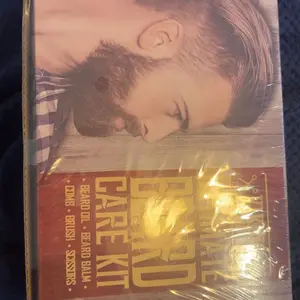 BEARD
CARE KIT
• BEARD OIL • BEARD BALM •
COMB • BRUSH • SCISSORS